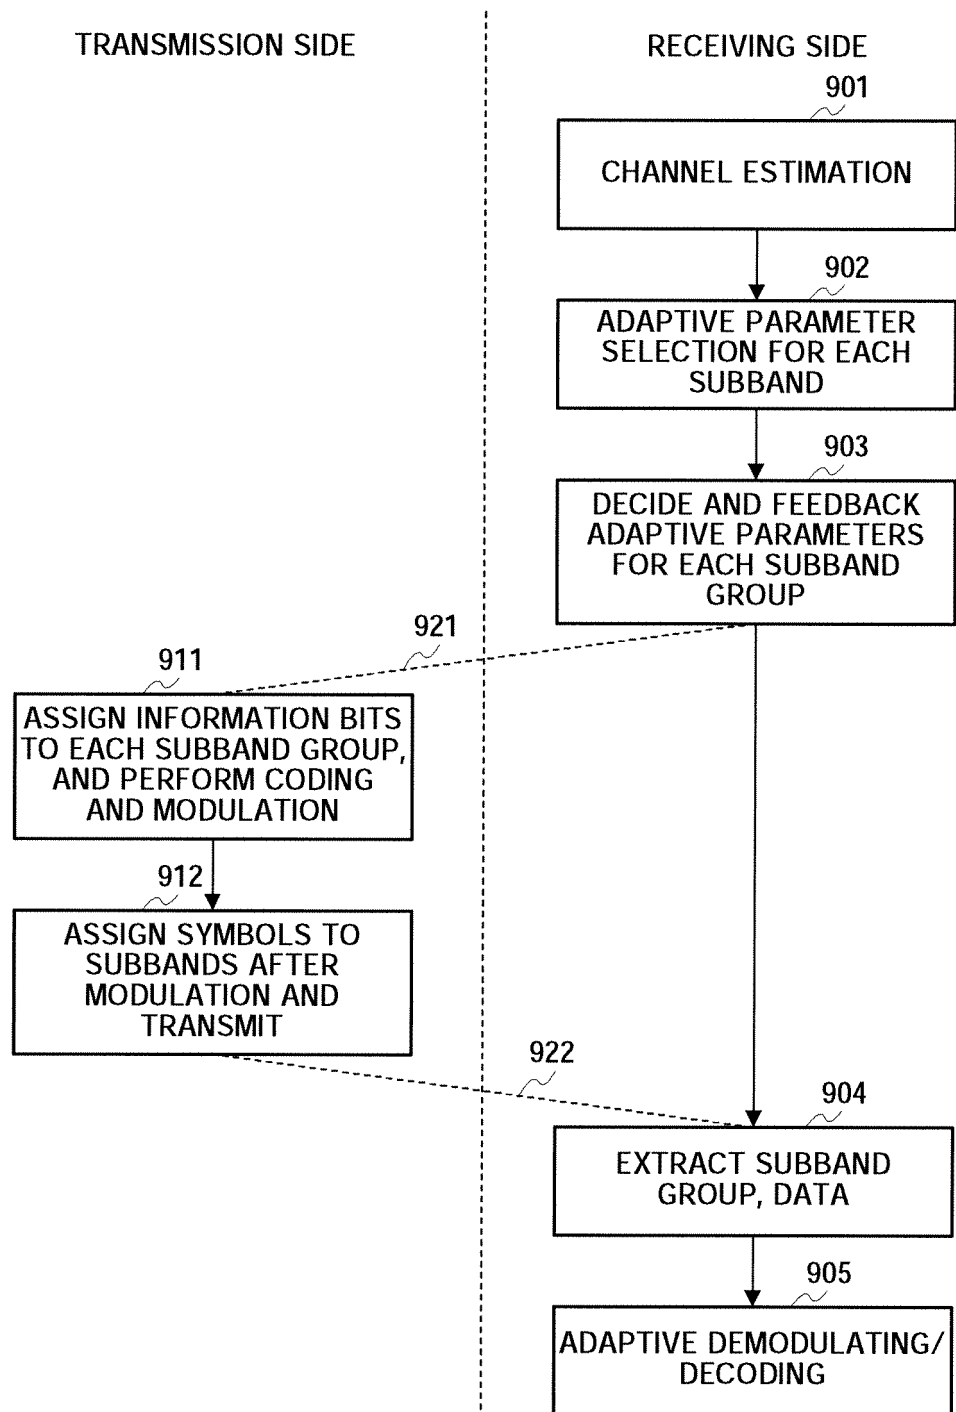 TRANSMISSION SIDE
RECEIVING SIDE
901
CHANNEL ESTIMATION
902
ADAPTIVE PARAMETER
SELECTION FOR EACH
SUBBAND
903
DECIDE AND FEEDBACK
ADAPTIVE PARAMETERS
FOR EACH SUBBAND
GROUP
921
911
ASSIGN INFORMATION BITS
TO EACH SUBBAND GROUP,
AND PERFORM CODING
AND MODULATION
912
ASSIGN SYMBOLS TO
SUBBANDS AFTER
MODULATION AND
TRANSMIT
922
904
EXTRACT SUBBAND
GROUP, DATA
905
ADAPTIVE DEMODULATING/
DECODING